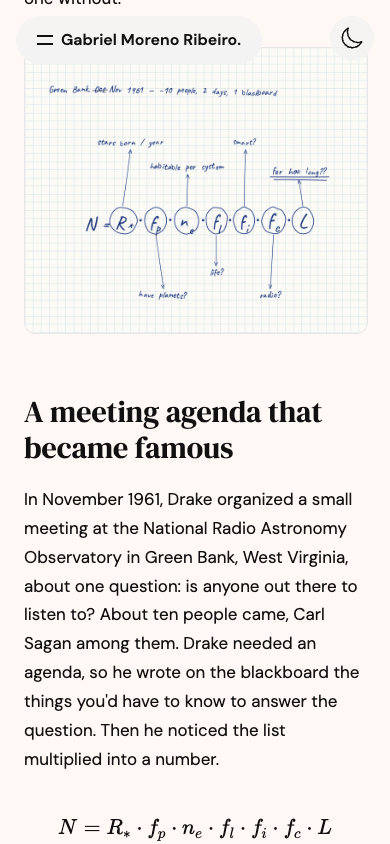 one without.
Gabriel Moreno Ribeiro.
Green Bank Nov 1961 – ~10 people, 2 days, 1 blackboard
stars born / year
smart?
habitable per system
for how long??
N = R* · fp · ne · fl · fi · fc · L
life?
have planets?
radio?
A meeting agenda that
became famous
In November 1961, Drake organized a small
meeting at the National Radio Astronomy
Observatory in Green Bank, West Virginia,
about one question: is anyone out there to
listen to? About ten people came, Carl
Sagan among them. Drake needed an
agenda, so he wrote on the blackboard the
things you'd have to know to answer the
question. Then he noticed the list
multiplied into a number.
N = R* · fp · ne · fl · fi · fc · L